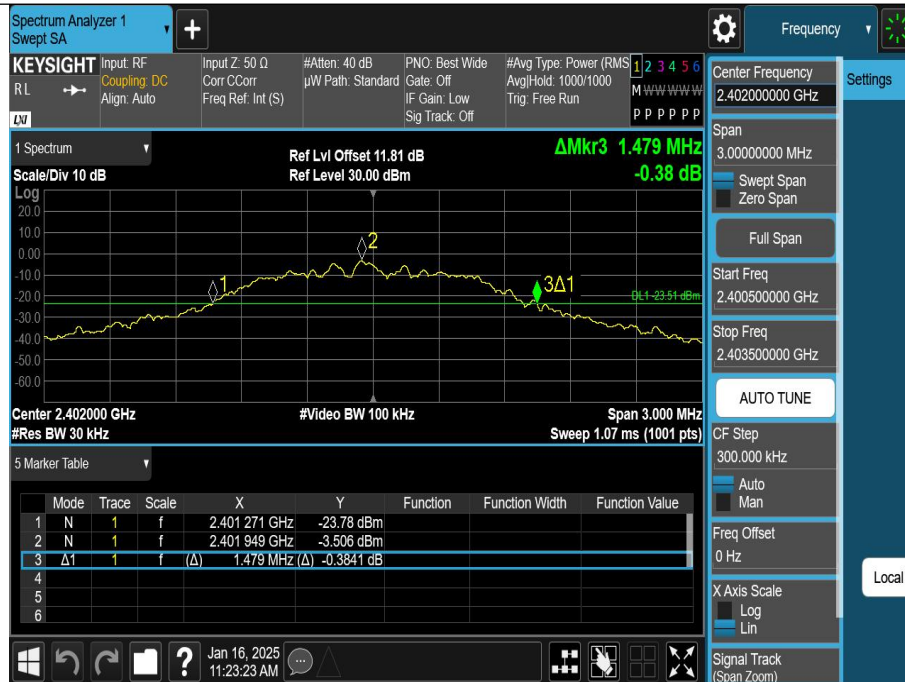 Spectrum Analyzer 1
Swept SA
+
Frequency
KEYSIGHT
RL
LXI
Input: RF
Coupling: DC
Align: Auto
Input Z: 50 Ω
Corr CCorr
Freq Ref: Int (S)
#Atten: 40 dB
µW Path: Standard
PNO: Best Wide
Gate: Off
IF Gain: Low
Sig Track: Off
#Avg Type: Power (RMS
Avg|Hold: 1000/1000
Trig: Free Run
1 2 3 4 5 6
M W W W W W
P P P P P P
1 Spectrum
Scale/Div 10 dB
Ref Lvl Offset 11.81 dB
Ref Level 30.00 dBm
ΔMkr3 1.479 MHz
-0.38 dB
Log
20.0
10.0
0.00
-10.0
-20.0
-30.0
-40.0
-50.0
-60.0
1
2
3Δ1
DL1 -23.51 dBm
Center 2.402000 GHz
#Video BW 100 kHz
Span 3.000 MHz
#Res BW 30 kHz
Sweep 1.07 ms (1001 pts)
5 Marker Table
Mode Trace Scale X Y Function Function Width Function Value
1 N 1 f 2.401 271 GHz -23.78 dBm
2 N 1 f 2.401 949 GHz -3.506 dBm
3 Δ1 1 f (Δ) 1.479 MHz (Δ) -0.3841 dB
4
5
6
?
Jan 16, 2025
11:23:23 AM
Center Frequency
2.402000000 GHz
Span
3.00000000 MHz
Swept Span
Zero Span
Full Span
Start Freq
2.400500000 GHz
Stop Freq
2.403500000 GHz
AUTO TUNE
CF Step
300.000 kHz
Auto
Man
Freq Offset
0 Hz
X Axis Scale
Log
Lin
Signal Track
(Span Zoom)
Settings
Local